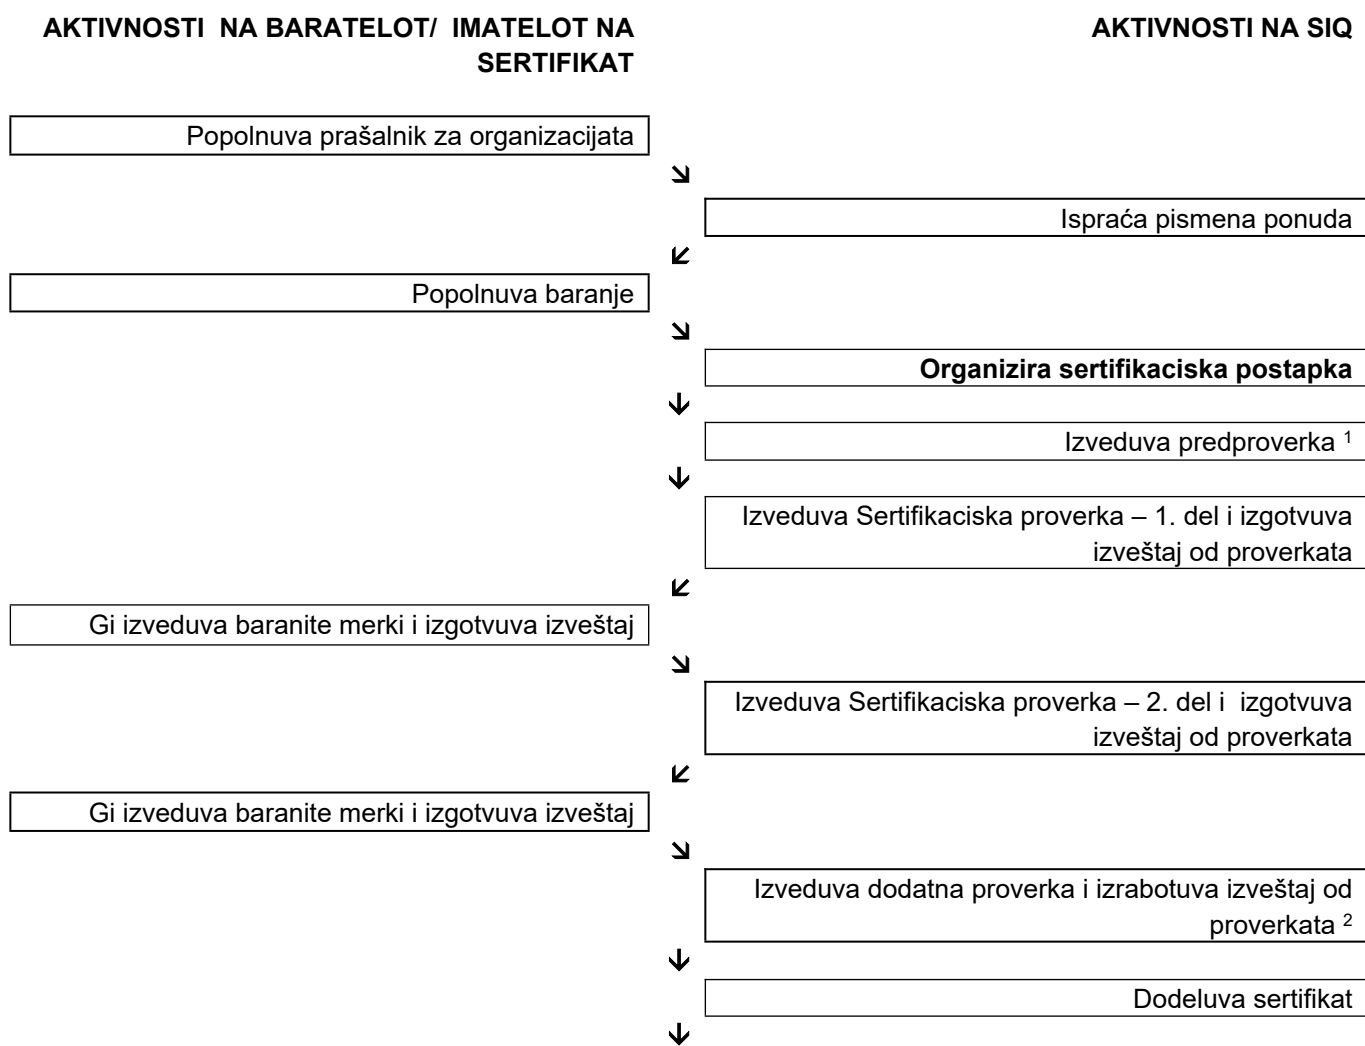 AKTIVNOSTI NA BARATELOT/ IMATELOT NA
SERTIFIKAT
AKTIVNOSTI NA SIQ
Popolnuva prašalnik za organizacijata
Ispraća pismena ponuda
Popolnuva baranje
Organizira sertifikaciska postapka
Izveduva predproverka ¹
Izveduva Sertifikaciska proverka – 1. del i izgotvuva
izveštaj od proverkata
Gi izveduva baranite merki i izgotvuva izveštaj
Izveduva Sertifikaciska proverka – 2. del i izgotvuva
izveštaj od proverkata
Gi izveduva baranite merki i izgotvuva izveštaj
Izveduva dodatna proverka i izrabotuva izveštaj od
proverkata ²
Dodeluva sertifikat